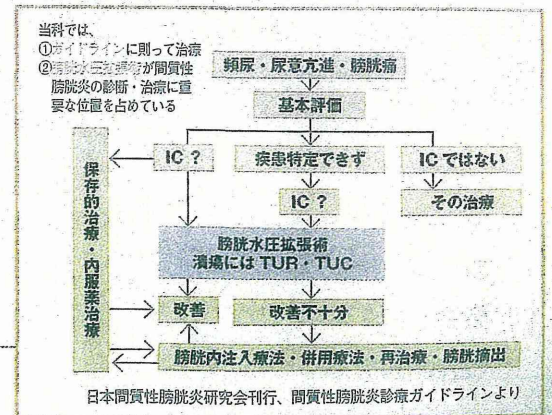 当科では、
①ガイドラインに則って治療
②膀胱水圧拡張術が間質性
膀胱炎の診断・治療に重
要な位置を占めている
頻尿・尿意亢進・膀胱痛
基本評価
IC？
疾患特定できず
ICではない
IC？
その治療
保存的治療・内服薬治療
膀胱水圧拡張術
潰瘍にはTUR・TUC
改善
改善不十分
膀胱内注入療法・併用療法・再治療・膀胱摘出
日本間質性膀胱炎研究会刊行、間質性膀胱炎診療ガイドラインより